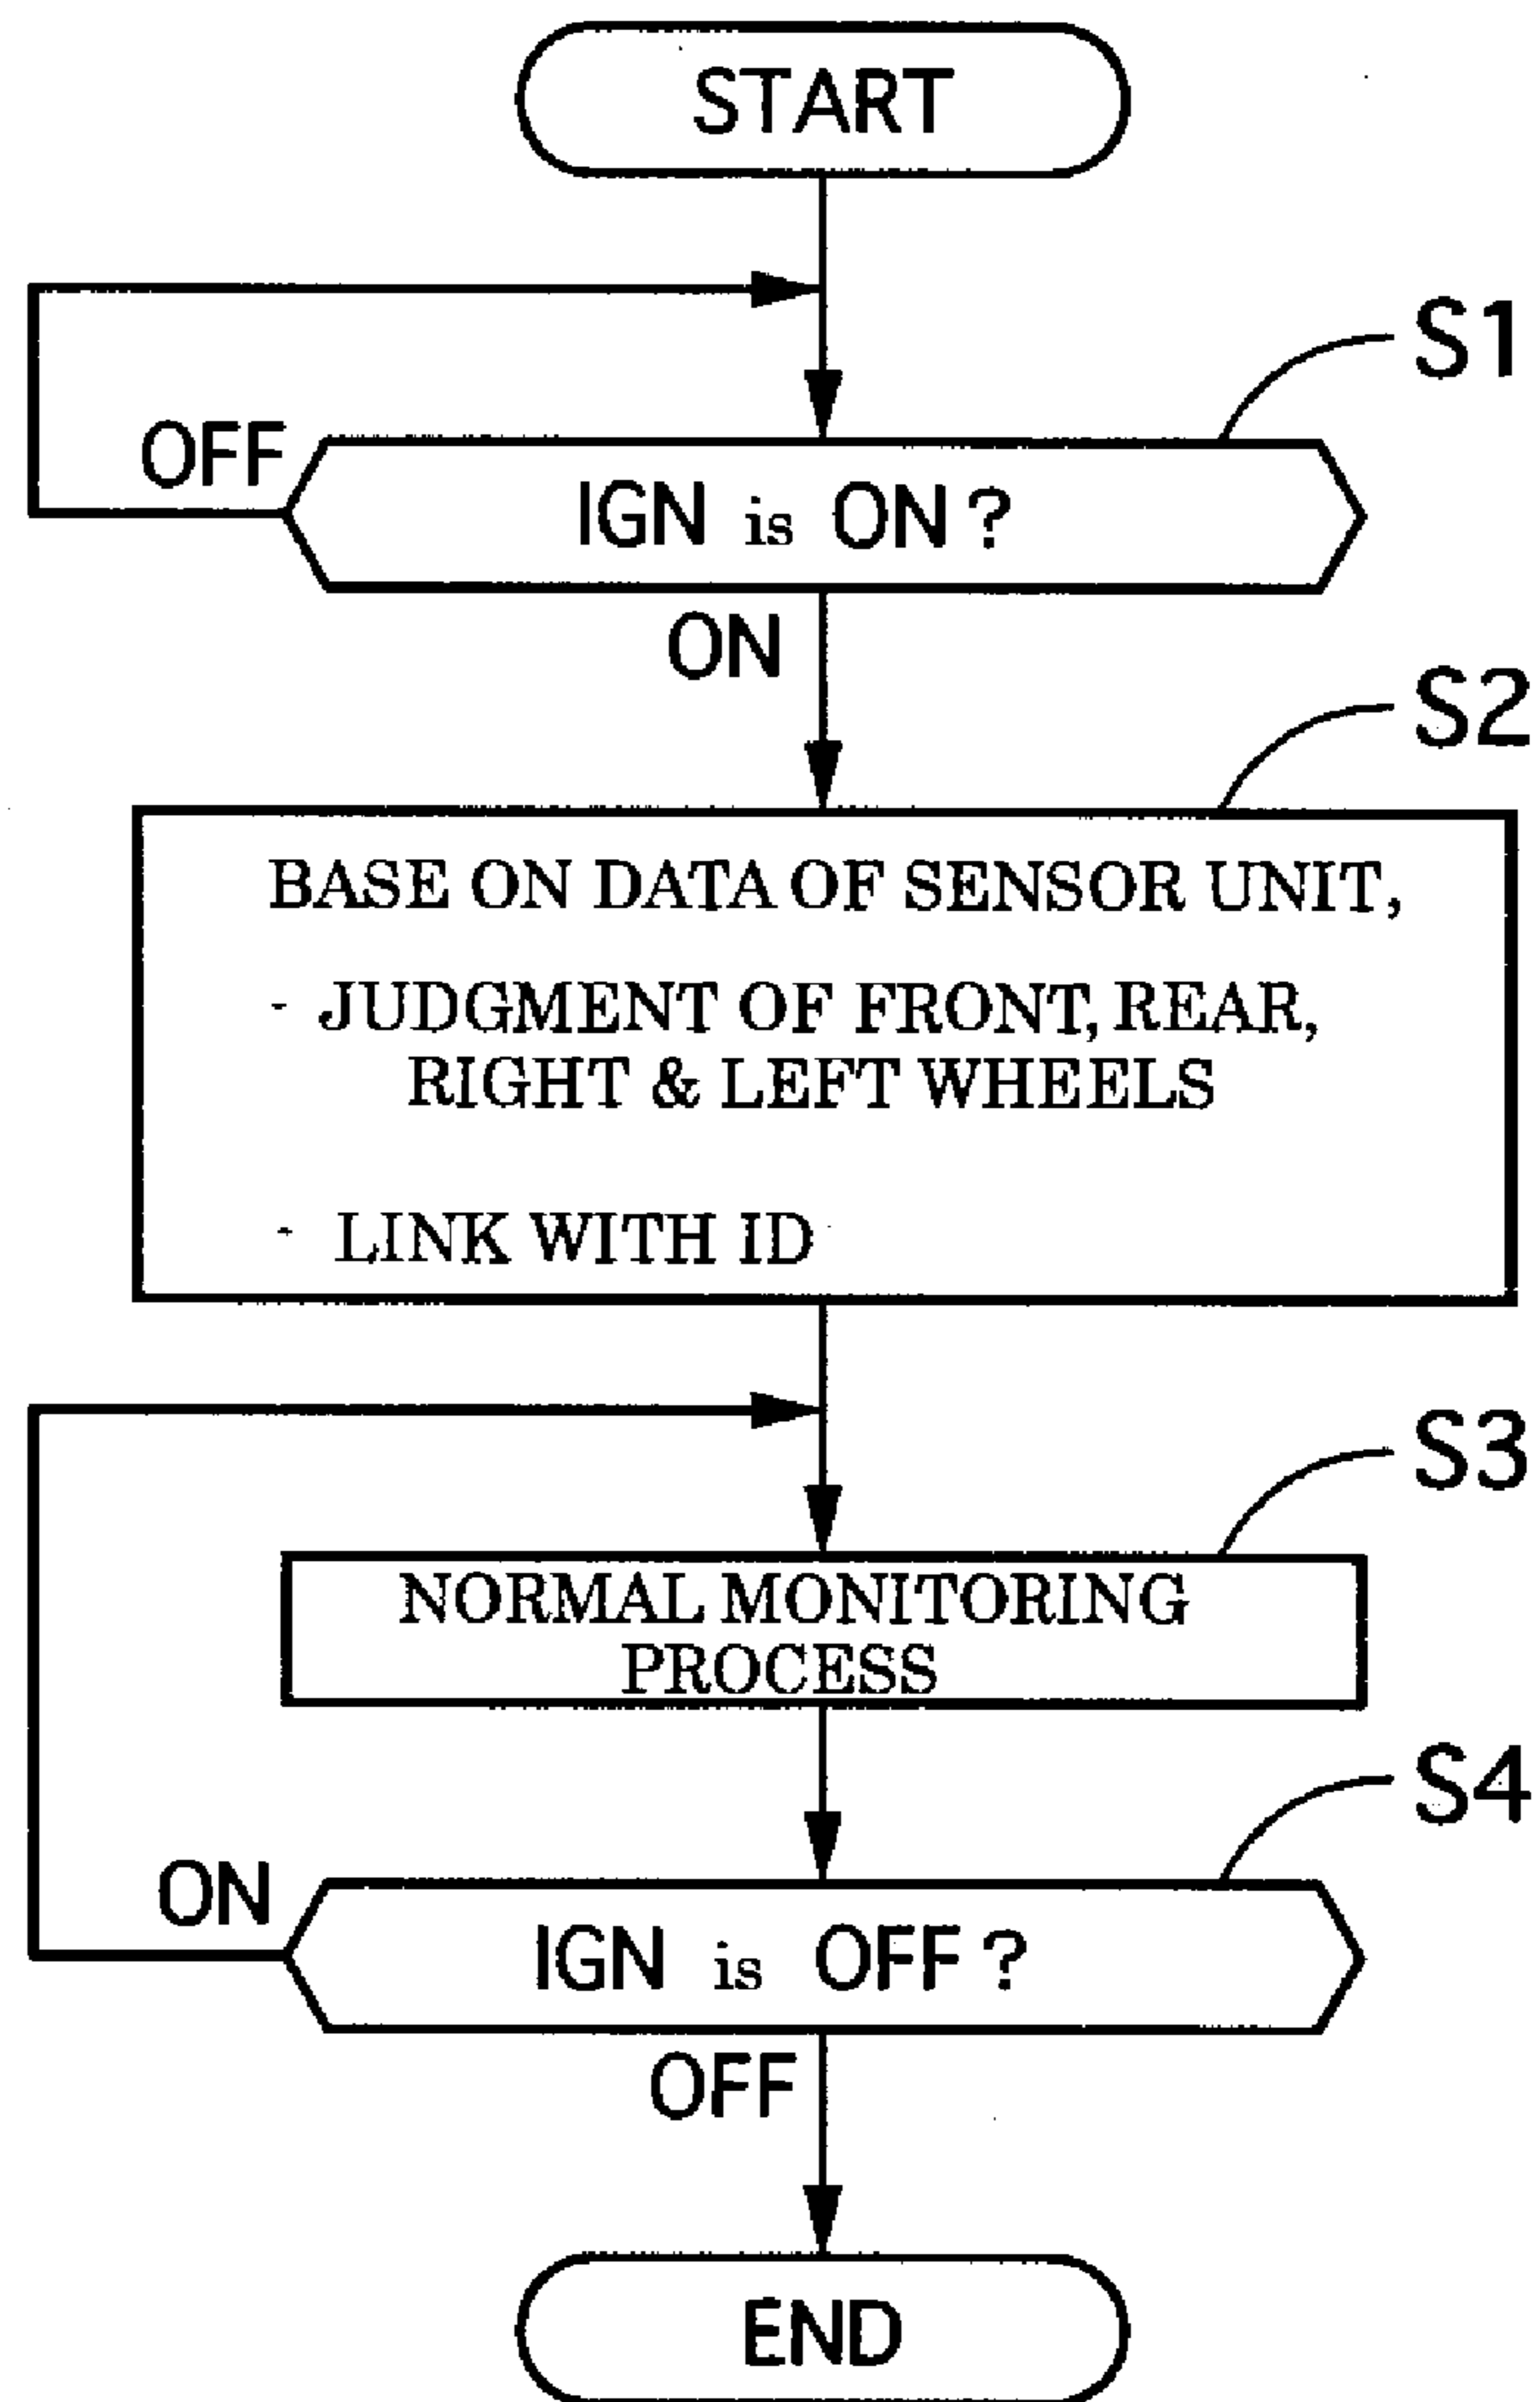 START
S1
OFF
IGN is ON ?
ON
S2
BASE ON DATA OF SENSOR UNIT,
- JUDGMENT OF FRONT, REAR,
RIGHT & LEFT WHEELS
- LINK WITH ID
S3
NORMAL MONITORING
PROCESS
S4
ON
IGN is OFF ?
OFF
END